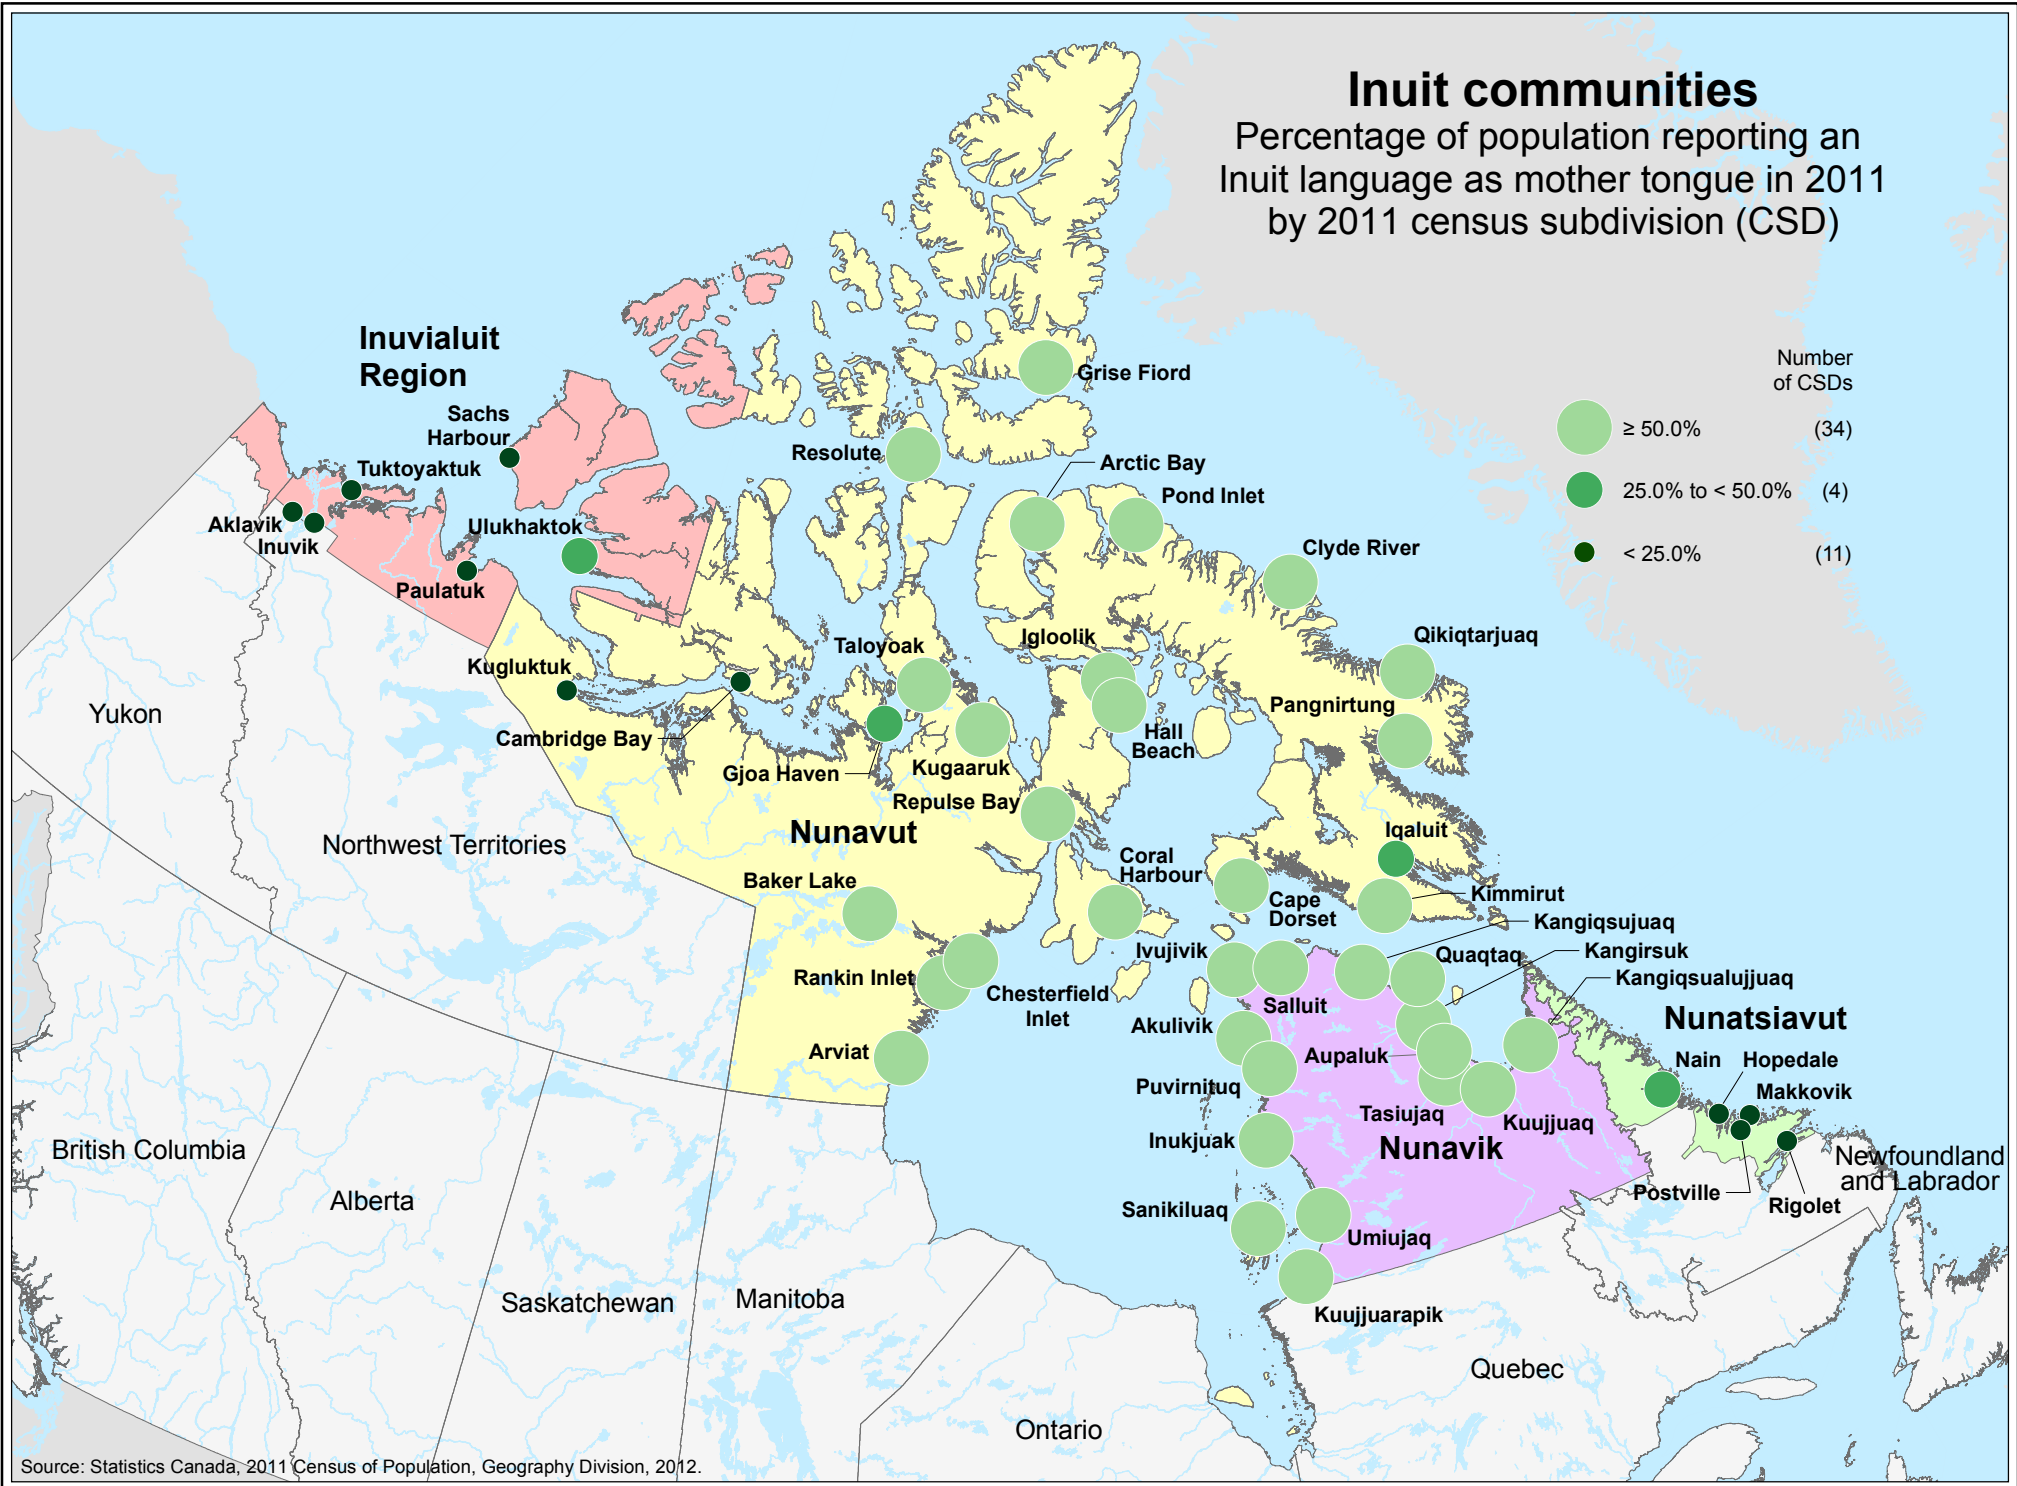 Inuit communities
Percentage of population reporting an
Inuit language as mother tongue in 2011
by 2011 census subdivision (CSD)
Number
of CSDs
≥ 50.0% (34)
25.0% to < 50.0% (4)
< 25.0% (11)
Inuvialuit
Region
Sachs
Harbour
Tuktoyaktuk
Aklavik
Inuvik
Ulukhaktok
Paulatuk
Grise Fiord
Resolute
Arctic Bay
Pond Inlet
Clyde River
Igloolik
Taloyoak
Qikiqtarjuaq
Kugluktuk
Pangnirtung
Yukon
Cambridge Bay
Hall
Beach
Gjoa Haven
Kugaaruk
Repulse Bay
Nunavut
Northwest Territories
Iqaluit
Coral
Harbour
Baker Lake
Cape
Dorset
Kimmirut
Kangiqsujuaq
Ivujivik
Quaqtaq
Kangirsuk
Rankin Inlet
Kangiqsualujjuaq
Chesterfield
Inlet
Salluit
Nunatsiavut
Akulivik
Arviat
Aupaluk
Nain
Hopedale
Puvirnituq
Makkovik
Tasiujaq
Kuujjuaq
Inukjuak
Nunavik
British Columbia
Newfoundland
and Labrador
Alberta
Postville
Rigolet
Sanikiluaq
Umiujaq
Saskatchewan
Manitoba
Kuujjuarapik
Quebec
Ontario
Source: Statistics Canada, 2011 Census of Population, Geography Division, 2012.